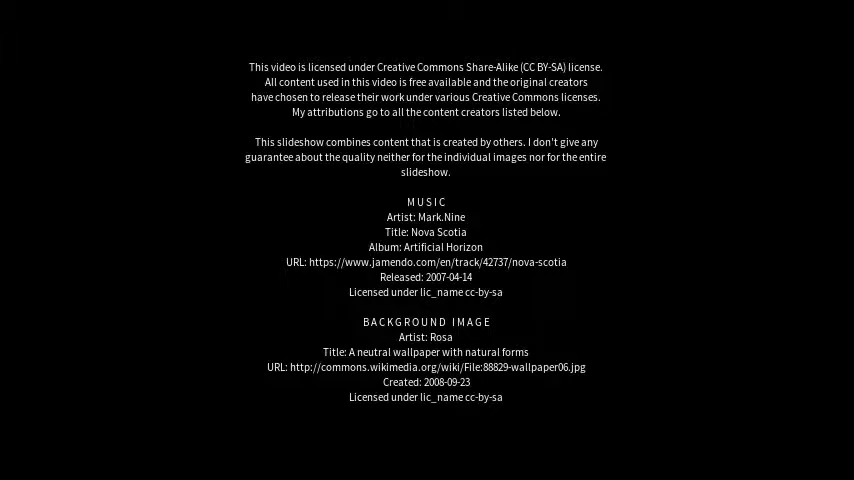 This video is licensed under Creative Commons Share-Alike (CC BY-SA) license.
All content used in this video is free available and the original creators
have chosen to release their work under various Creative Commons licenses.
My attributions go to all the content creators listed below.
This slideshow combines content that is created by others. I don't give any
guarantee about the quality neither for the individual images nor for the entire
slideshow.
MUSIC
Artist: Mark.Nine
Title: Nova Scotia
Album: Artificial Horizon
URL: https://www.jamendo.com/en/track/42737/nova-scotia
Released: 2007-04-14
Licensed under lic_name cc-by-sa
BACKGROUND IMAGE
Artist: Rosa
Title: A neutral wallpaper with natural forms
URL: http://commons.wikimedia.org/wiki/File:88829-wallpaper06.jpg
Created: 2008-09-23
Licensed under lic_name cc-by-sa